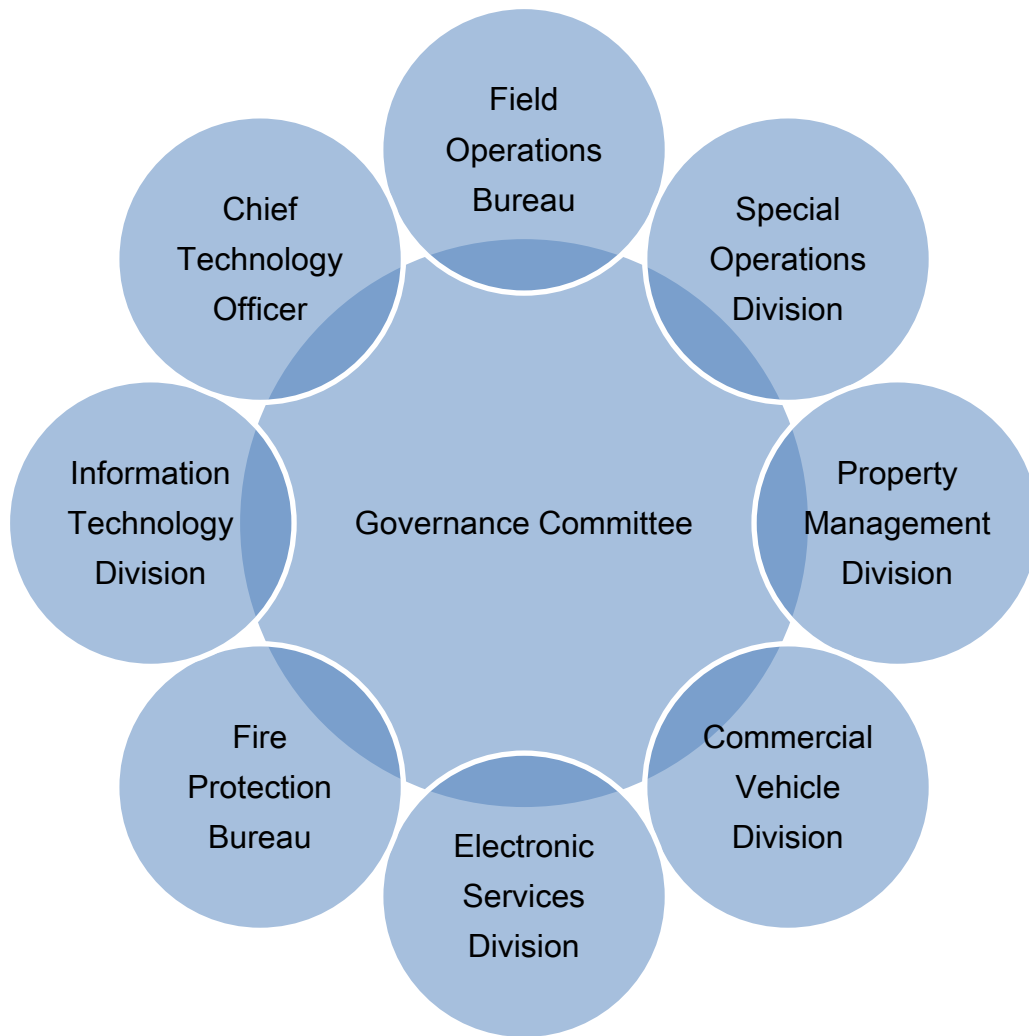 Field
Operations
Bureau
Special
Operations
Division
Property
Management
Division
Commercial
Vehicle
Division
Electronic
Services
Division
Fire
Protection
Bureau
Information
Technology
Division
Chief
Technology
Officer
Governance Committee